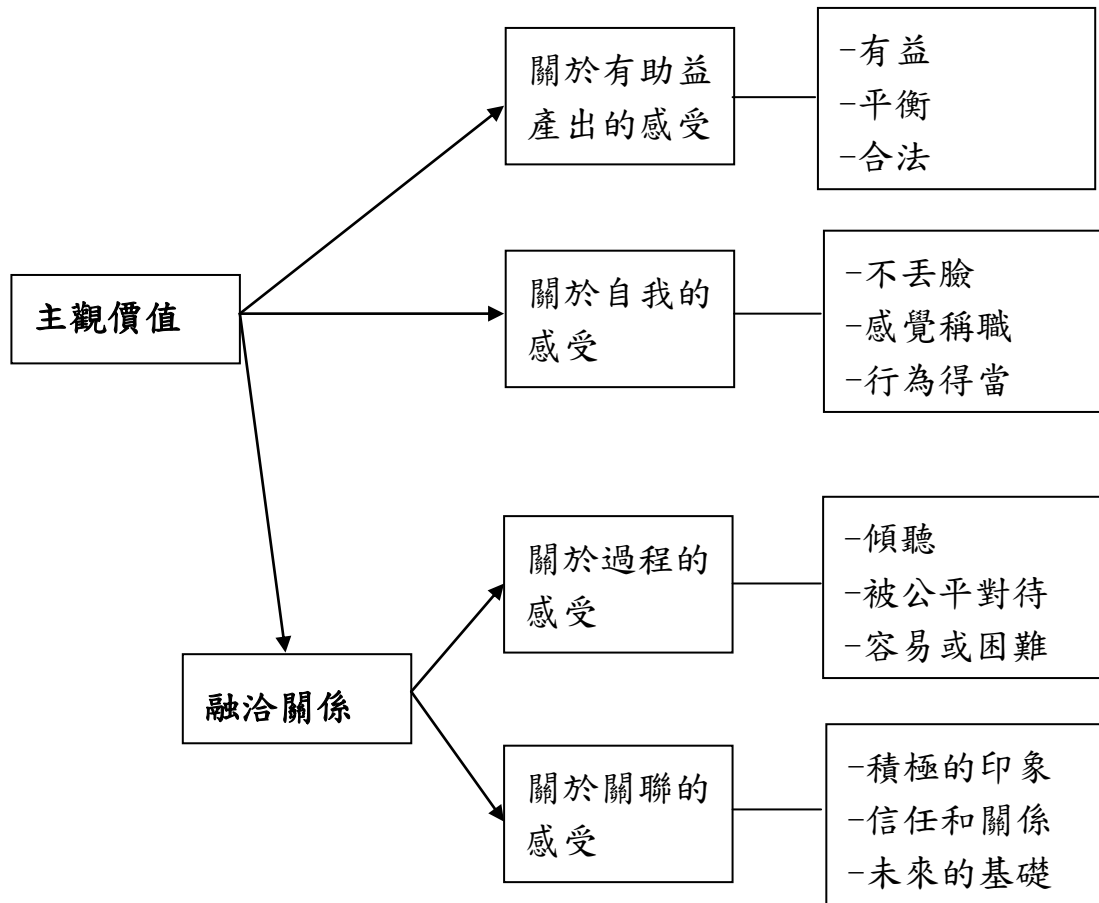 關於有助益
產出的感受
-有益
-平衡
-合法
主觀價值
關於自我的
感受
-不丟臉
-感覺稱職
-行為得當
融洽關係
關於過程的
感受
-傾聽
-被公平對待
-容易或困難
關於關聯的
感受
-積極的印象
-信任和關係
-未來的基礎